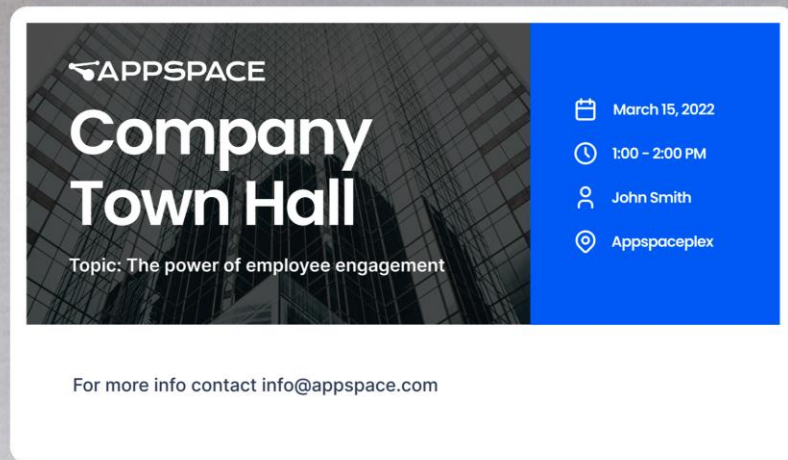 APPSPACE
Company
Town Hall
Topic: The power of employee engagement
March 15, 2022
1:00 - 2:00 PM
John Smith
Appspaceplex
For more info contact info@appspace.com